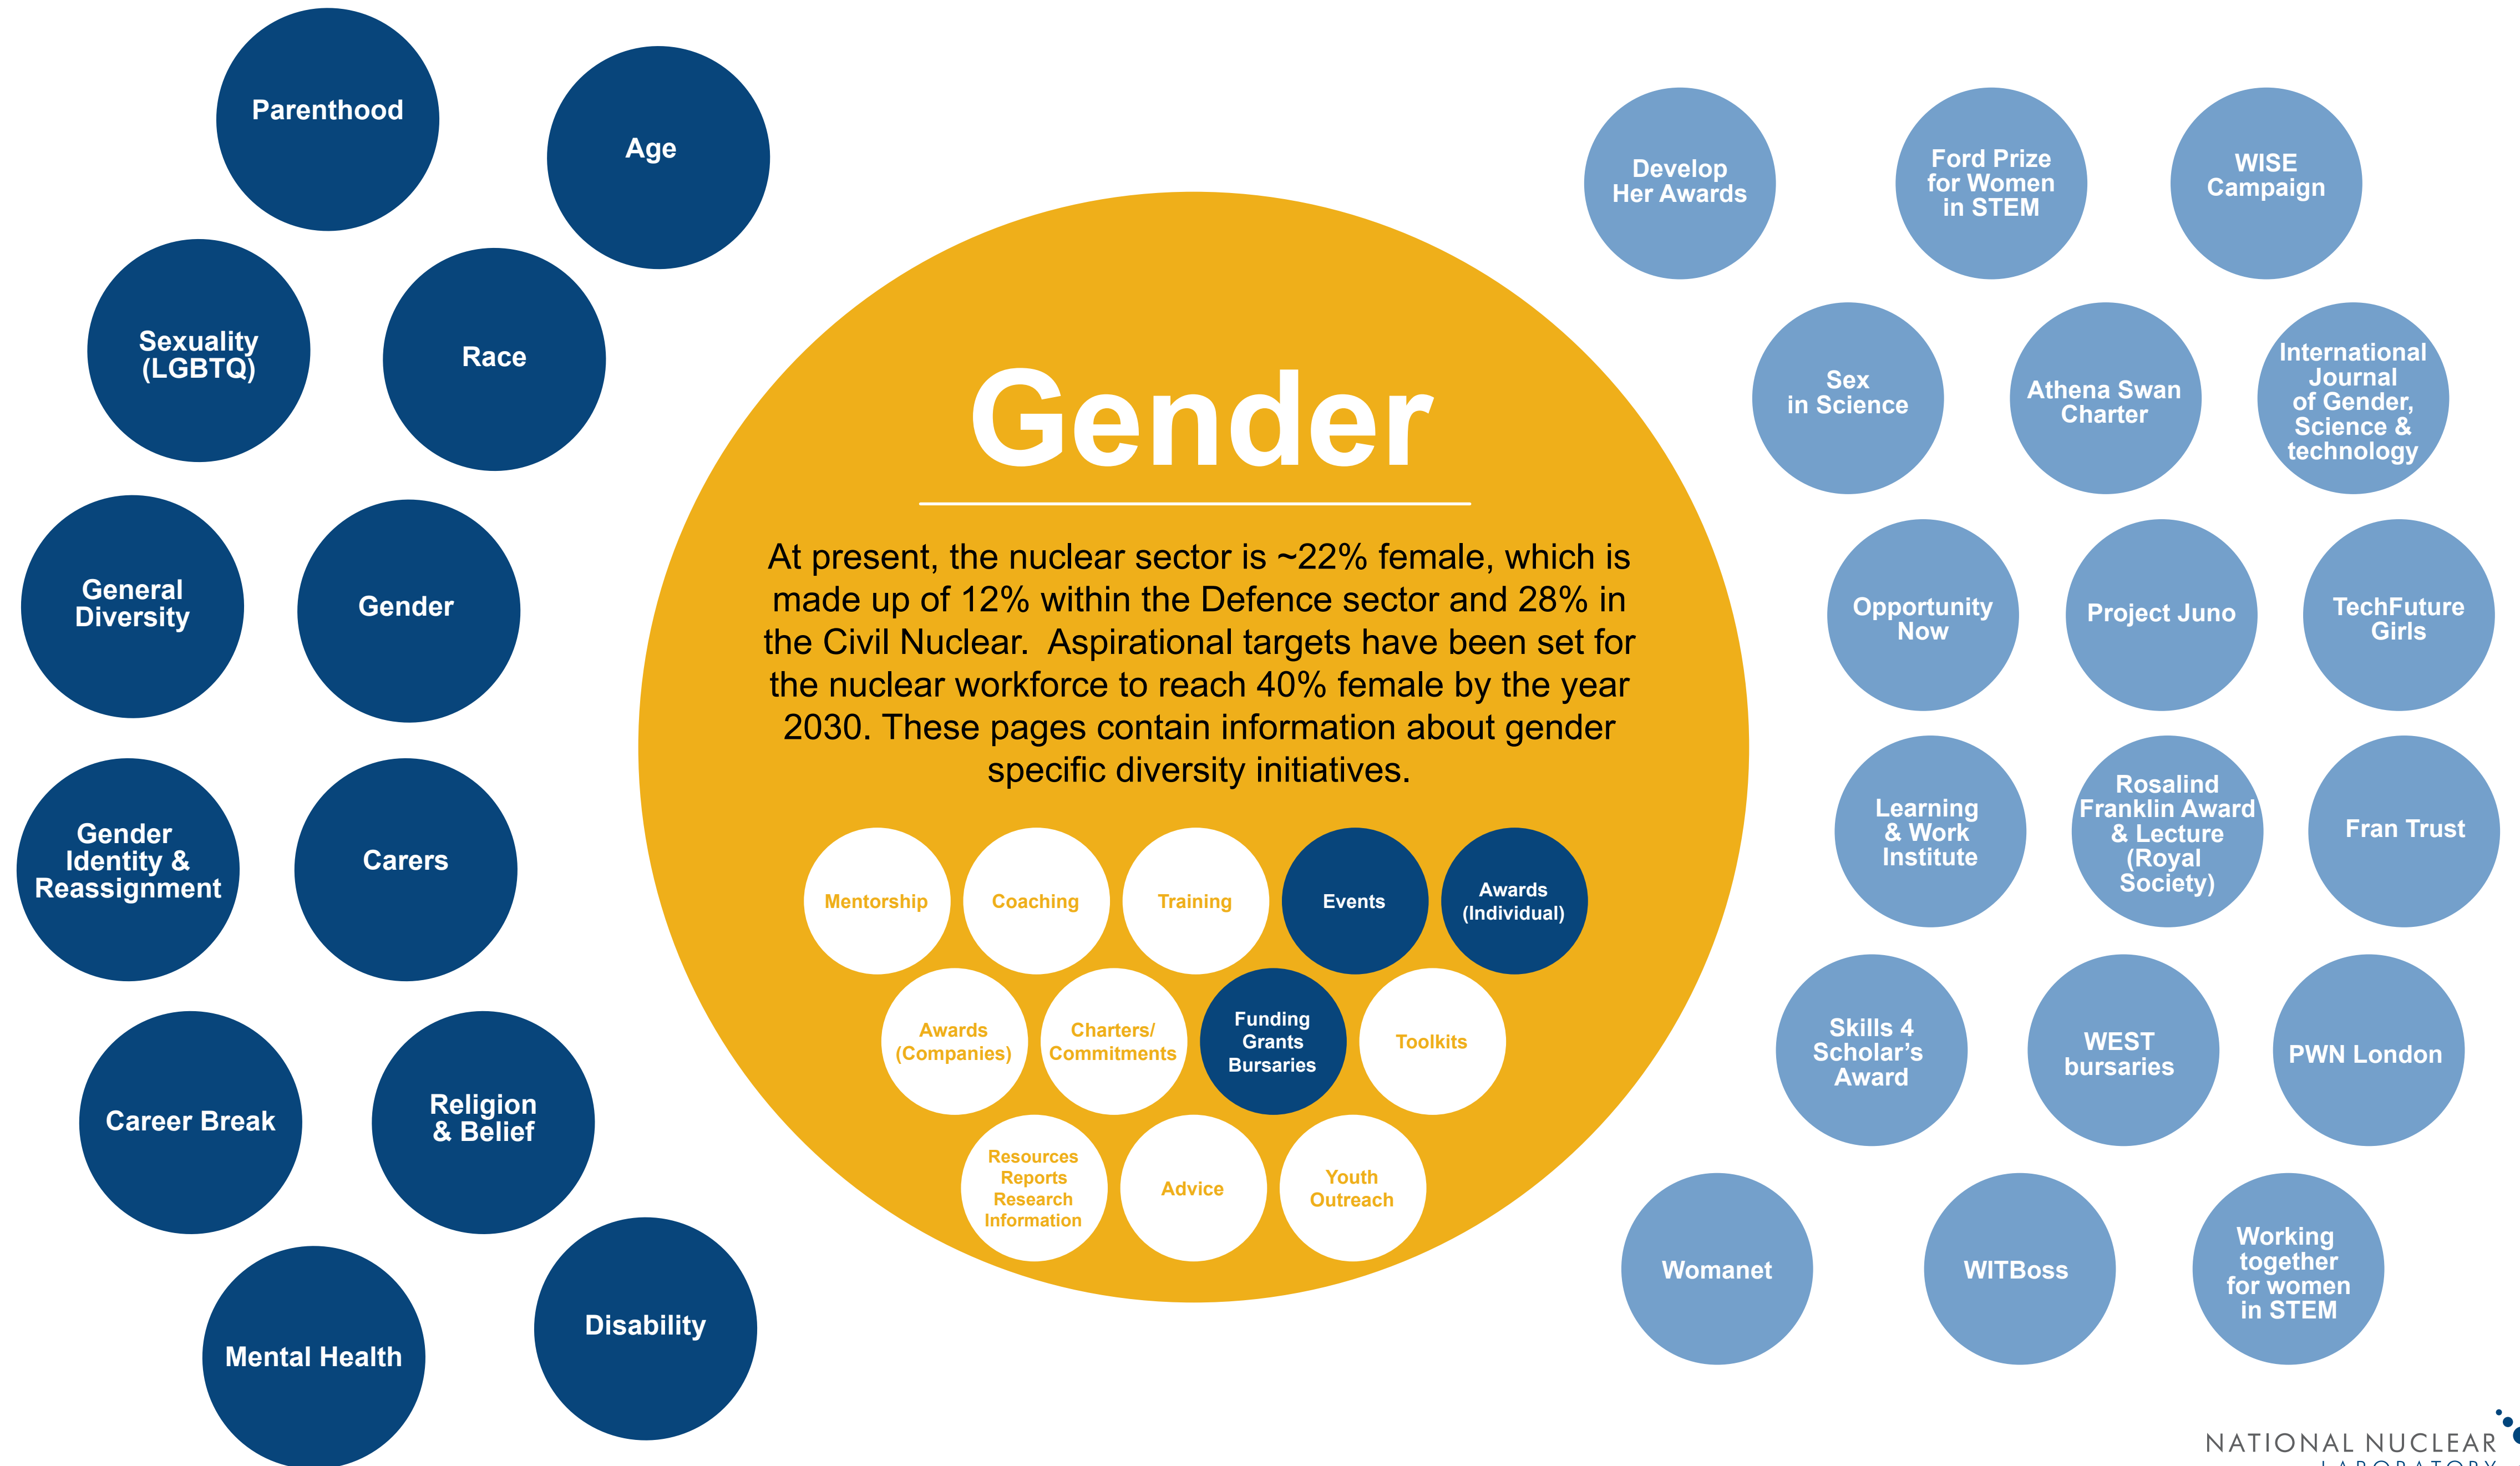 Parenthood
Age
Sexuality
(LGBTQ)
Race
General
Diversity
Gender
Gender
Identity &
Reassignment
Carers
Career Break
Religion
& Belief
Mental Health
Disability
Gender
At present, the nuclear sector is ~22% female, which is
made up of 12% within the Defence sector and 28% in
the Civil Nuclear.  Aspirational targets have been set for
the nuclear workforce to reach 40% female by the year
2030. These pages contain information about gender
specific diversity initiatives.
Mentorship
Coaching
Training
Events
Awards
(Individual)
Awards
(Companies)
Charters/
Commitments
Funding
Grants
Bursaries
Toolkits
Resources
Reports
Research
Information
Advice
Youth
Outreach
Develop
Her Awards
Ford Prize
for Women
in STEM
WISE
Campaign
Sex
in Science
Athena Swan
Charter
International
Journal
of Gender,
Science &
technology
Opportunity
Now
Project Juno
TechFuture
Girls
Learning
& Work
Institute
Rosalind
Franklin Award
& Lecture
(Royal
Society)
Fran Trust
Skills 4
Scholar’s
Award
WEST
bursaries
PWN London
Womanet
WITBoss
Working
together
for women
in STEM
NATIONAL NUCLEAR
LABORATORY